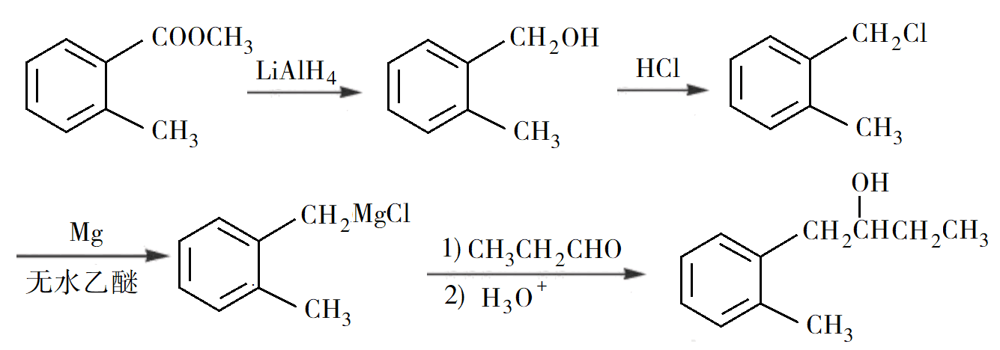 COOCH3
CH3
LiAlH4
CH2OH
CH3
HCl
CH2Cl
CH3
Mg
无水乙醚
CH2MgCl
CH3
1) CH3CH2CHO
2) H3O+
OH
CH2CHCH2CH3
CH3